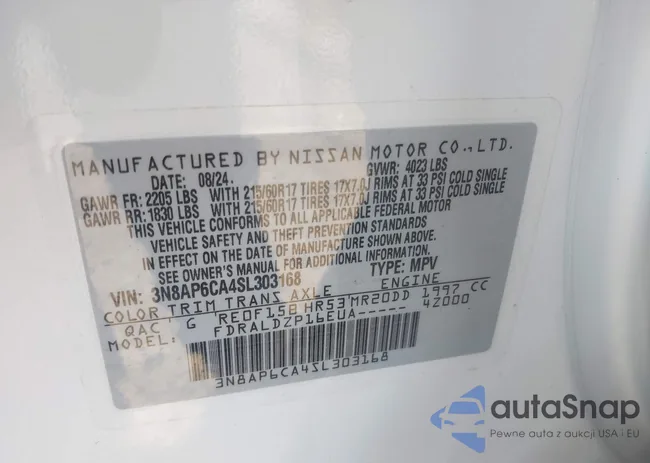 MANUFACTURED BY NISSAN MOTOR CO.,LTD.
DATE: 08/24. GVWR: 4023 LBS
GAWR FR: 2205 LBS WITH 215/60R17 TIRES 17X7.0J RIMS AT 33 PSI COLD SINGLE
GAWR RR: 1830 LBS WITH 215/60R17 TIRES 17X7.0J RIMS AT 33 PSI COLD SINGLE
THIS VEHICLE CONFORMS TO ALL APPLICABLE FEDERAL MOTOR
VEHICLE SAFETY AND THEFT PREVENTION STANDARDS
IN EFFECT ON THE DATE OF MANUFACTURE SHOWN ABOVE.
SEE OWNER'S MANUAL FOR ADDITIONAL INFORMATION.
VIN: 3N8AP6CA4SL303168 TYPE: MPV
COLOR TRIM TRANS AXLE ENGINE
QAC G RE0F15B HR53 MR20DD 1997 CC
MODEL FDRALDZP16EUA----- 4Z000
3N8AP6CA4SL303168
autaSnap
Pewne auta z aukcji USA i EU